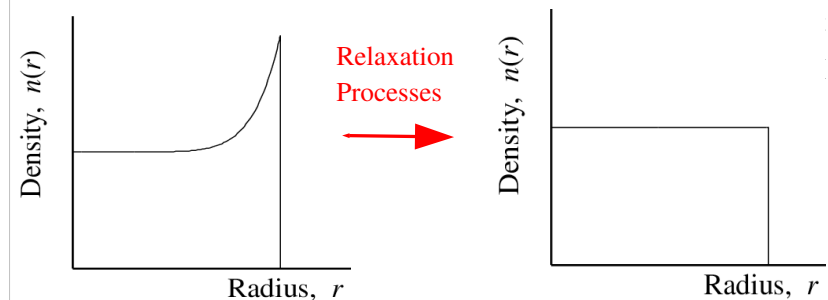 Density, n(r)
Radius, r
Relaxation
Processes
Density, n(r)
Radius, r